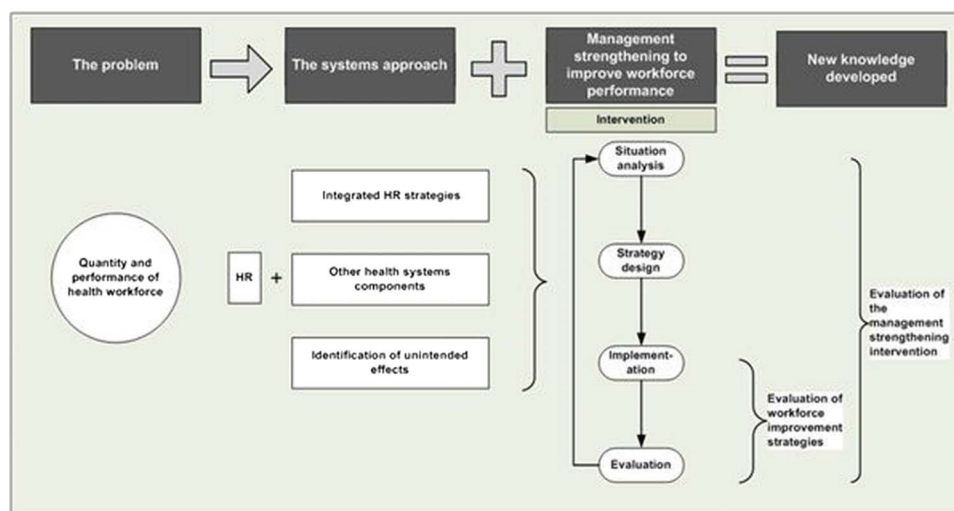 The problem
The systems approach
Management
strengthening to
improve workforce
performance
New knowledge
developed
Intervention
Situation
analysis
Integrated HR strategies
Quantity and
performance of
health workforce
HR
+
Other health systems
components
Strategy
design
Identification of unintended
effects
Implement-
ation
Evaluation
Evaluation of
workforce
improvement
strategies
Evaluation of
the
management
strengthening
intervention